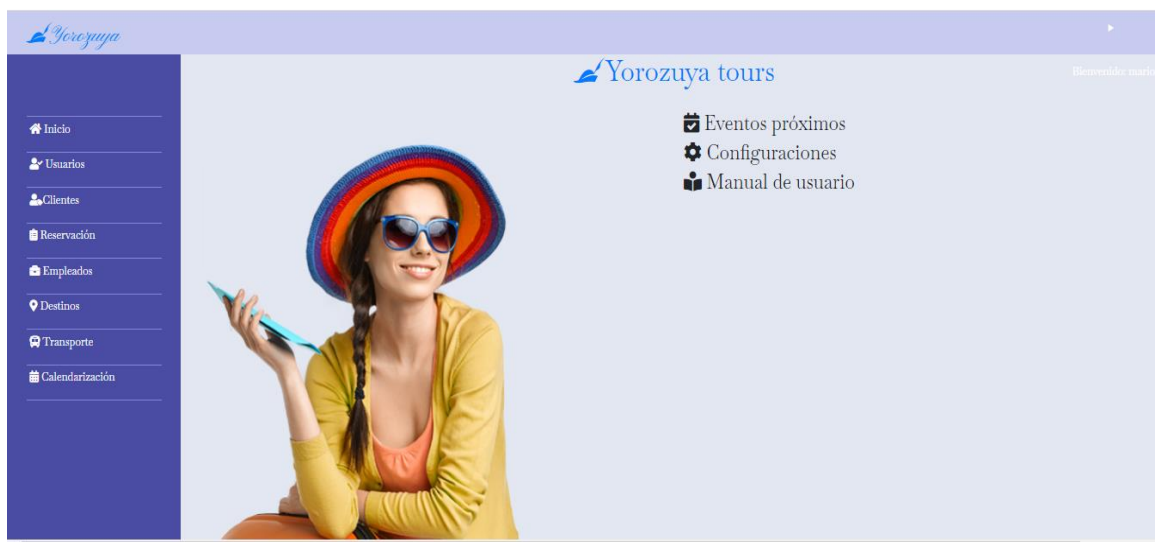 Yorozuya
Yorozuya tours
Eventos próximos
Configuraciones
Manual de usuario
Inicio
Usuarios
Clientes
Reservación
Empleados
Destinos
Transporte
Calendarización